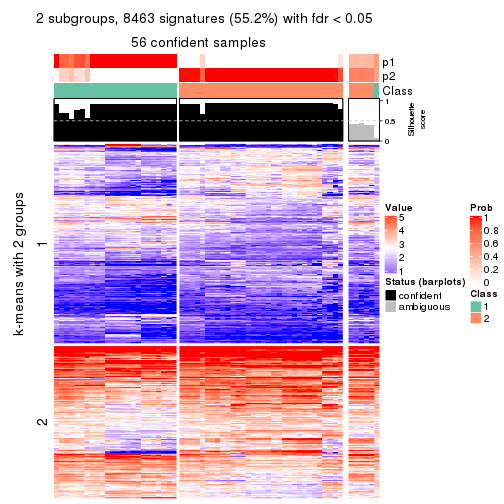 2 subgroups, 8463 signatures (55.2%) with fdr < 0.05
56 confident samples
p1
p2
Class
1
0.5
0
Silhouette
score
k-means with 2 groups
1
2
Value
5
4
3
2
1
Status (barplots)
confident
ambiguous
Prob
1
0.8
0.6
0.4
0.2
0
Class
1
2